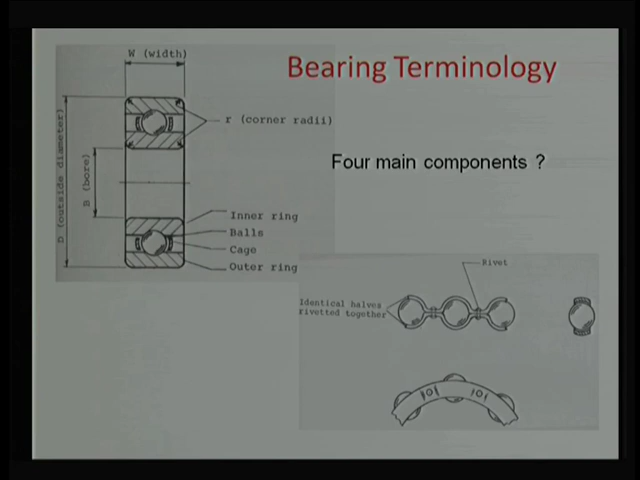 Bearing Terminology
W (width)
r (corner radii)
D (outside diameter)
B (bore)
Four main components ?
Inner ring
Balls
Cage
Outer ring
Rivet
Identical halves
rivetted together